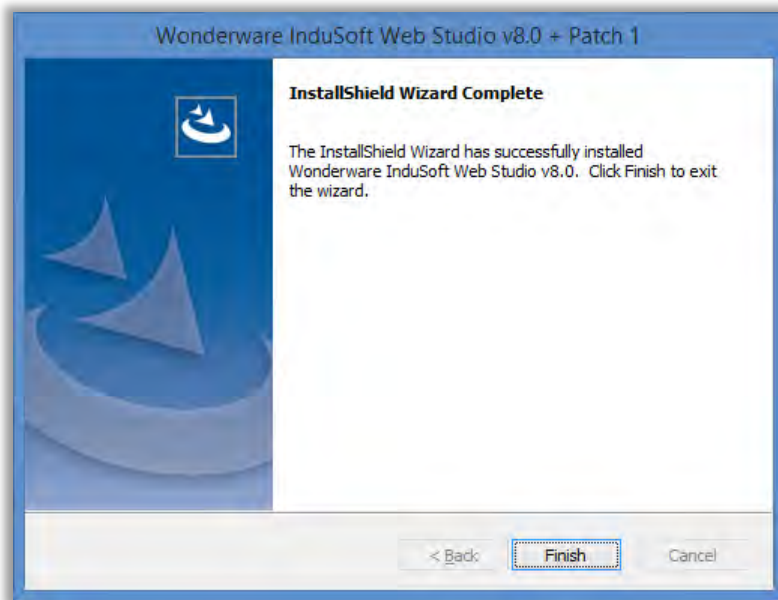 Wonderware InduSoft Web Studio v8.0 + Patch 1
InstallShield Wizard Complete
The InstallShield Wizard has successfully installed
Wonderware InduSoft Web Studio v8.0. Click Finish to exit
the wizard.
< Back
Finish
Cancel